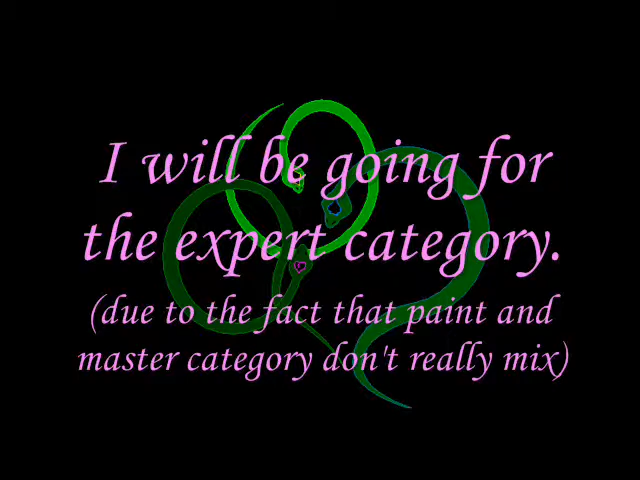 I will be going for
the expert category.
(due to the fact that paint and
master category don't really mix)